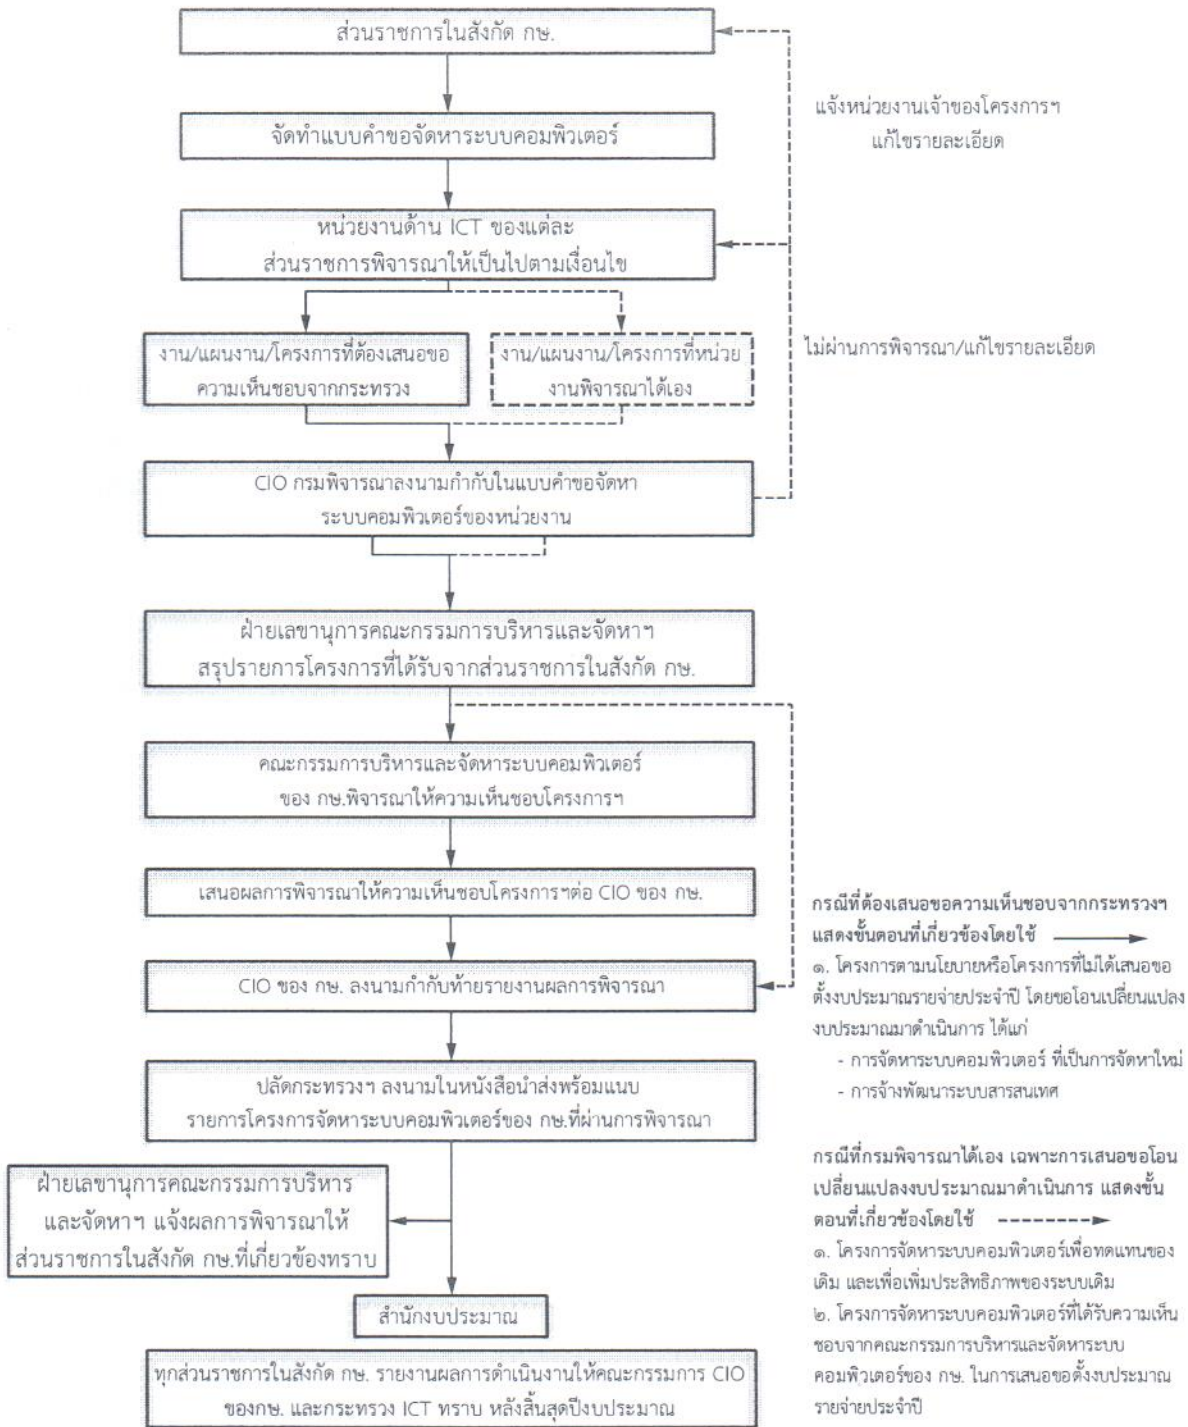 ส่วนราชการในสังกัด กษ.
แจ้งหน่วยงานเจ้าของโครงการฯ
แก้ไขรายละเอียด
จัดทำแบบคำขอจัดหาระบบคอมพิวเตอร์
หน่วยงานด้าน ICT ของแต่ละ
ส่วนราชการพิจารณาให้เป็นไปตามเงื่อนไข
งาน/แผนงาน/โครงการที่ต้องเสนอขอ
ความเห็นชอบจากกระทรวง
งาน/แผนงาน/โครงการที่หน่วย
งานพิจารณาได้เอง
ไม่ผ่านการพิจารณา/แก้ไขรายละเอียด
CIO กรมพิจารณาลงนามกำกับในแบบคำขอจัดหา
ระบบคอมพิวเตอร์ของหน่วยงาน
ฝ่ายเลขานุการคณะกรรมการบริหารและจัดหาฯ
สรุปรายการโครงการที่ได้รับจากส่วนราชการในสังกัด กษ.
คณะกรรมการบริหารและจัดหาระบบคอมพิวเตอร์
ของ กษ.พิจารณาให้ความเห็นชอบโครงการฯ
เสนอผลการพิจารณาให้ความเห็นชอบโครงการฯต่อ CIO ของ กษ.
CIO ของ กษ. ลงนามกำกับท้ายรายงานผลการพิจารณา
ปลัดกระทรวงฯ ลงนามในหนังสือนำส่งพร้อมแนบ
รายการโครงการจัดหาระบบคอมพิวเตอร์ของ กษ.ที่ผ่านการพิจารณา
ฝ่ายเลขานุการคณะกรรมการบริหาร
และจัดหาฯ แจ้งผลการพิจารณาให้
ส่วนราชการในสังกัด กษ.ที่เกี่ยวข้องทราบ
สำนักงบประมาณ
ทุกส่วนราชการในสังกัด กษ. รายงานผลการดำเนินงานให้คณะกรรมการ CIO
ของกษ. และกระทรวง ICT ทราบ หลังสิ้นสุดปีงบประมาณ
กรณีที่ต้องเสนอขอความเห็นชอบจากกระทรวงฯ
แสดงขั้นตอนที่เกี่ยวข้องโดยใช้
๑. โครงการตามนโยบายหรือโครงการที่ไม่ได้เสนอขอ
ตั้งงบประมาณรายจ่ายประจำปี โดยขอโอนเปลี่ยนแปลง
งบประมาณมาดำเนินการ ได้แก่
- การจัดหาระบบคอมพิวเตอร์ ที่เป็นการจัดหาใหม่
- การจ้างพัฒนาระบบสารสนเทศ
กรณีที่กรมพิจารณาได้เอง เฉพาะการเสนอขอโอน
เปลี่ยนแปลงงบประมาณมาดำเนินการ แสดงขั้น
ตอนที่เกี่ยวข้องโดยใช้
๑. โครงการจัดหาระบบคอมพิวเตอร์เพื่อทดแทนของ
เดิม และเพื่อเพิ่มประสิทธิภาพของระบบเดิม
๒. โครงการจัดหาระบบคอมพิวเตอร์ที่ได้รับความเห็น
ชอบจากคณะกรรมการบริหารและจัดหาระบบ
คอมพิวเตอร์ของ กษ. ในการเสนอขอตั้งงบประมาณ
รายจ่ายประจำปี